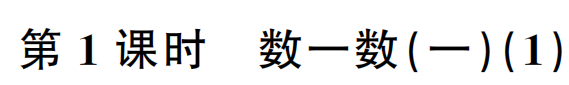 第 1 课时 数一数(一)(1)